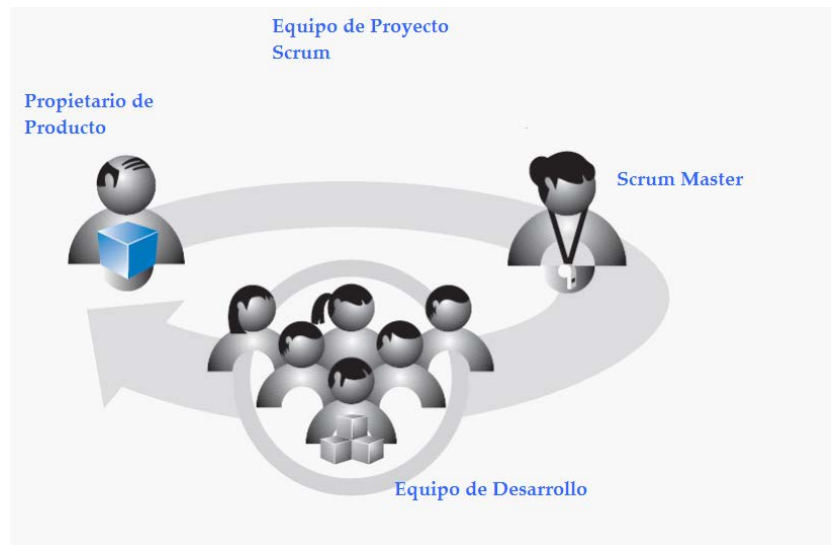 Equipo de Proyecto
Scrum
Propietario de
Producto
Scrum Master
Equipo de Desarrollo